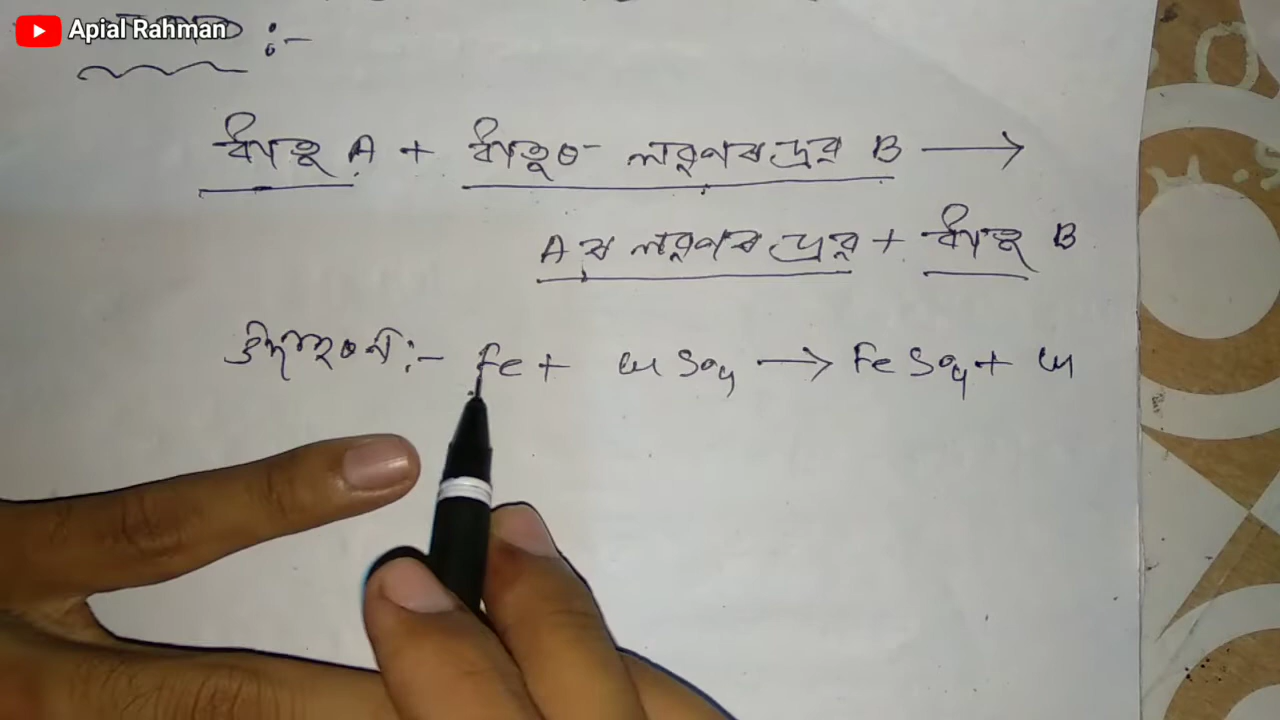 Apial Rahman
:-
ধাতু A + ধাতুৰ লৱণৰ দ্ৰৱ B →
A ৰ লৱণৰ দ্ৰৱ + ধাতু B
উদাহৰণ :- Fe + CuSO4 → FeSO4 + Cu